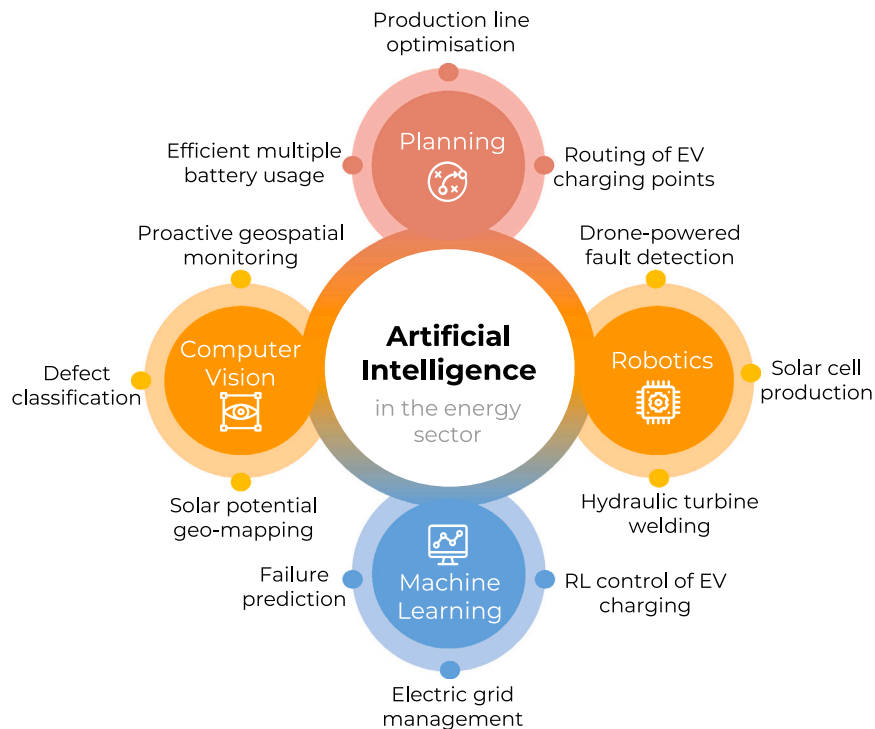 Production line
optimisation
Planning
Efficient multiple
battery usage
Routing of EV
charging points
Proactive geospatial
monitoring
Drone-powered
fault detection
Computer
Vision
Defect
classification
Solar potential
geo-mapping
Artificial
Intelligence
in the energy
sector
Robotics
Solar cell
production
Hydraulic turbine
welding
Machine
Learning
Failure
prediction
RL control of EV
charging
Electric grid
management